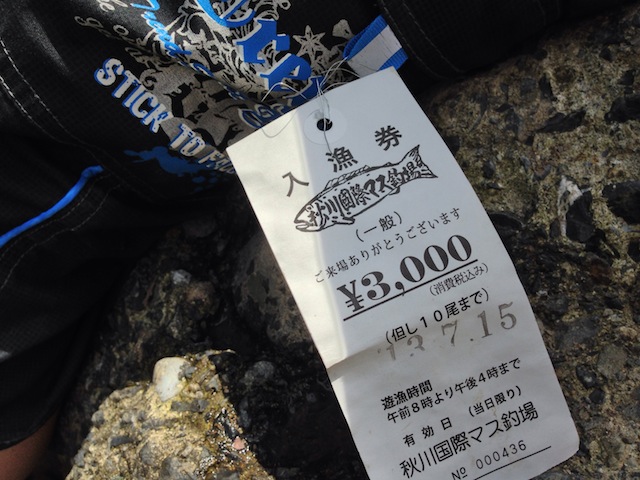 STICK TO
入漁券
秋川国際マス釣場
(一般)
ご来場ありがとうございます
¥3,000
(消費税込み)
(但し10尾まで)
13.7.15
遊漁時間
午前8時より午後4時まで
有効日 (当日限り)
秋川国際マス釣場
No 000436